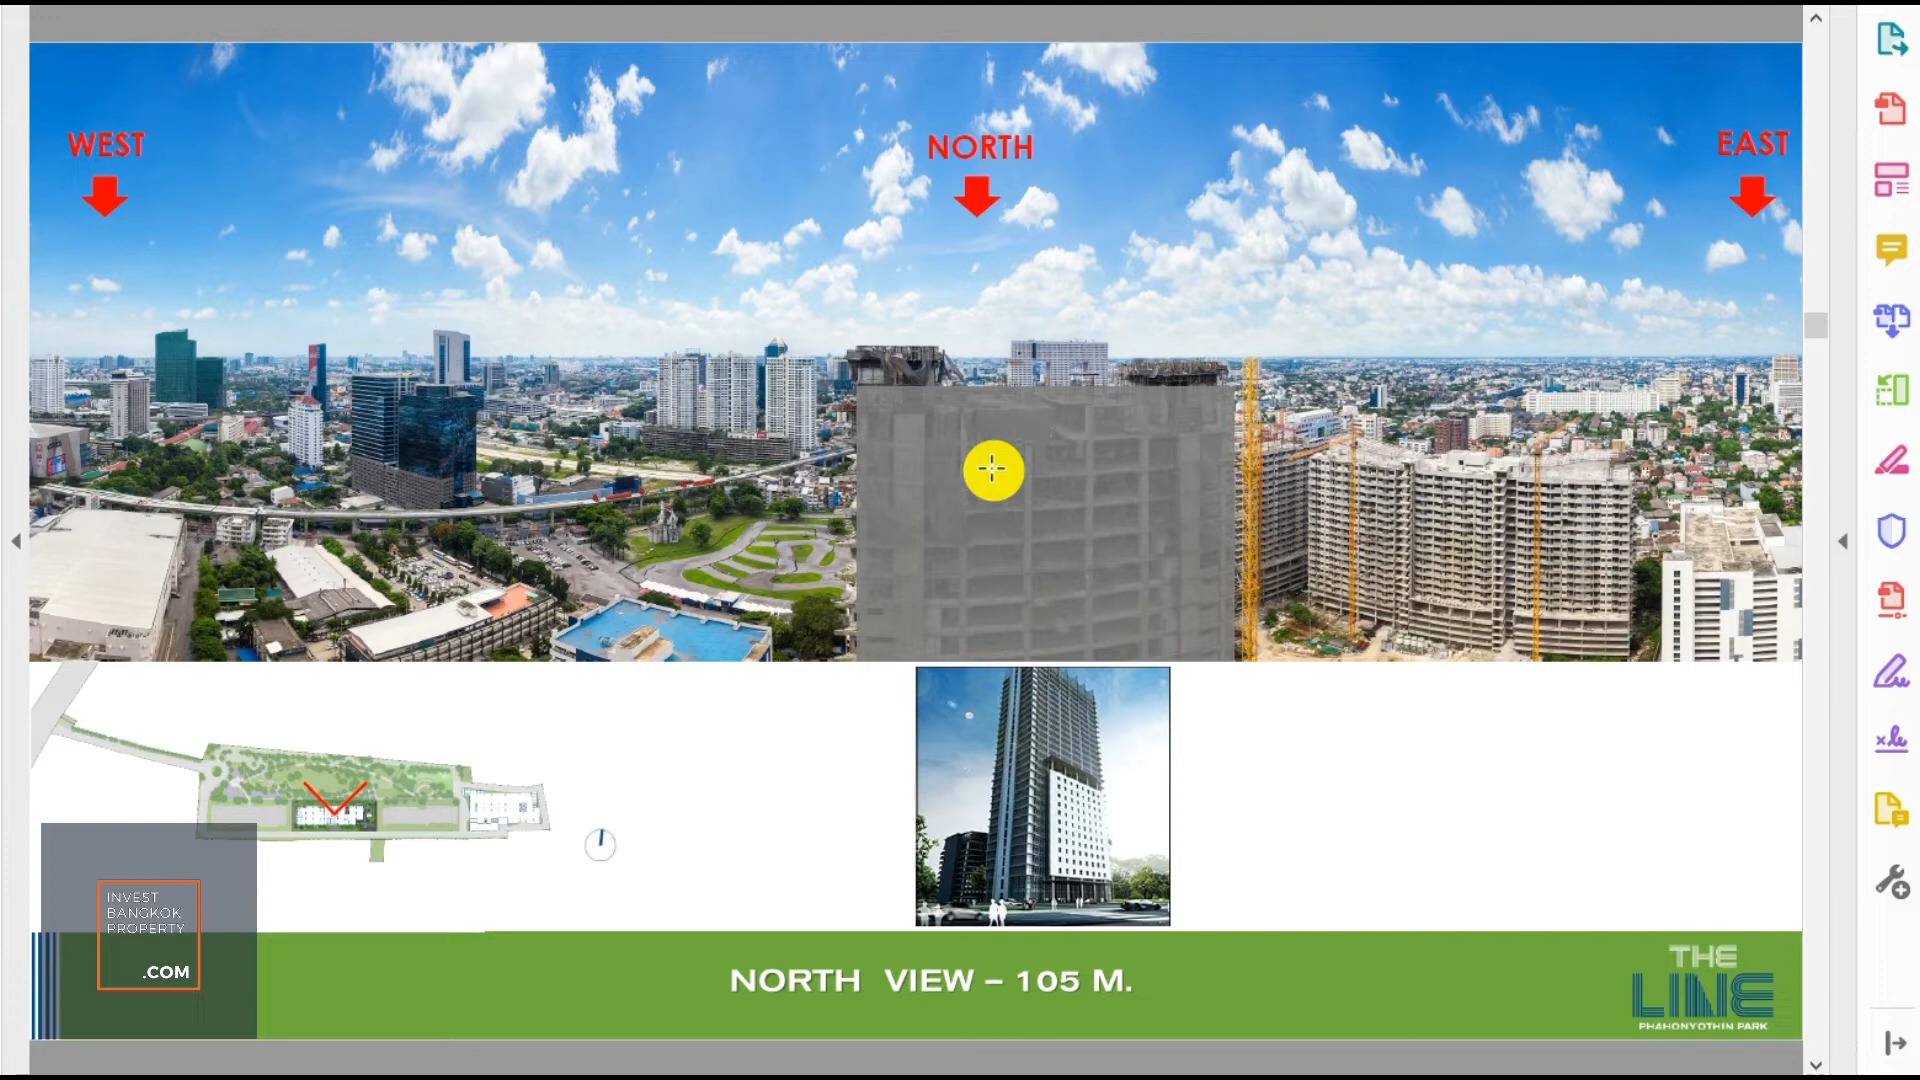 WEST
NORTH
EAST
INVEST
BANGKOK
PROPERTY
.COM
NORTH VIEW – 105 M.
THE
LINE
PHAHONYOTHIN PARK